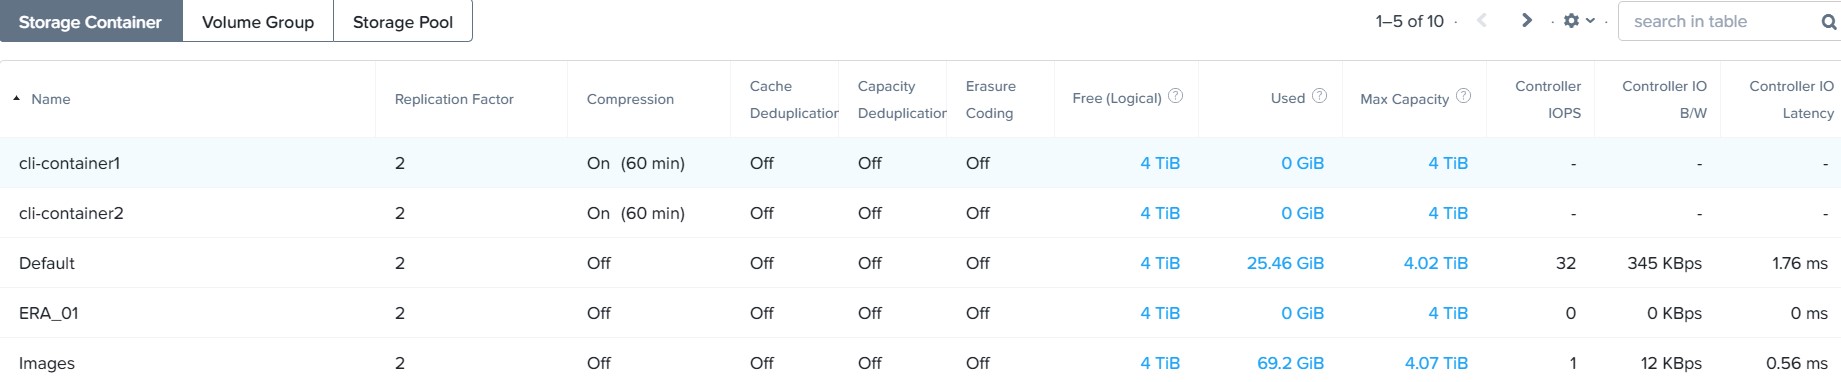 Storage Container Volume Group Storage Pool 1–5 of 10 · · · search in table
Name Replication Factor Compression Cache Deduplication Capacity Deduplication Erasure Coding Free (Logical) ? Used ? Max Capacity ? Controller IOPS Controller IO B/W Controller IO Latency
cli-container1 2 On (60 min) Off Off Off 4 TiB 0 GiB 4 TiB - - -
cli-container2 2 On (60 min) Off Off Off 4 TiB 0 GiB 4 TiB - - -
Default 2 Off Off Off Off 4 TiB 25.46 GiB 4.02 TiB 32 345 KBps 1.76 ms
ERA_01 2 Off Off Off Off 4 TiB 0 GiB 4 TiB 0 0 KBps 0 ms
Images 2 Off Off Off Off 4 TiB 69.2 GiB 4.07 TiB 1 12 KBps 0.56 ms